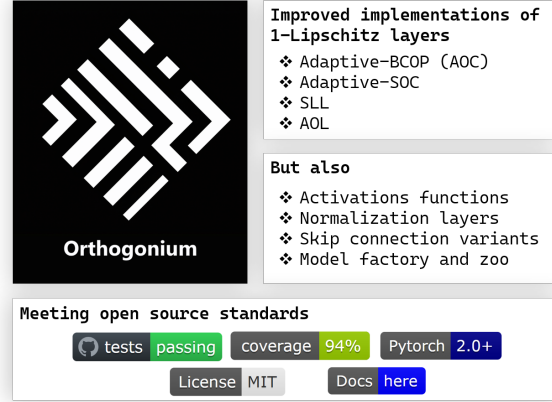 Orthogonium
Improved implementations of
1-Lipschitz layers
❖ Adaptive-BCOP (AOC)
❖ Adaptive-SOC
❖ SLL
❖ AOL
But also
❖ Activations functions
❖ Normalization layers
❖ Skip connection variants
❖ Model factory and zoo
Meeting open source standards
tests passing coverage 94% Pytorch 2.0+
License MIT Docs here